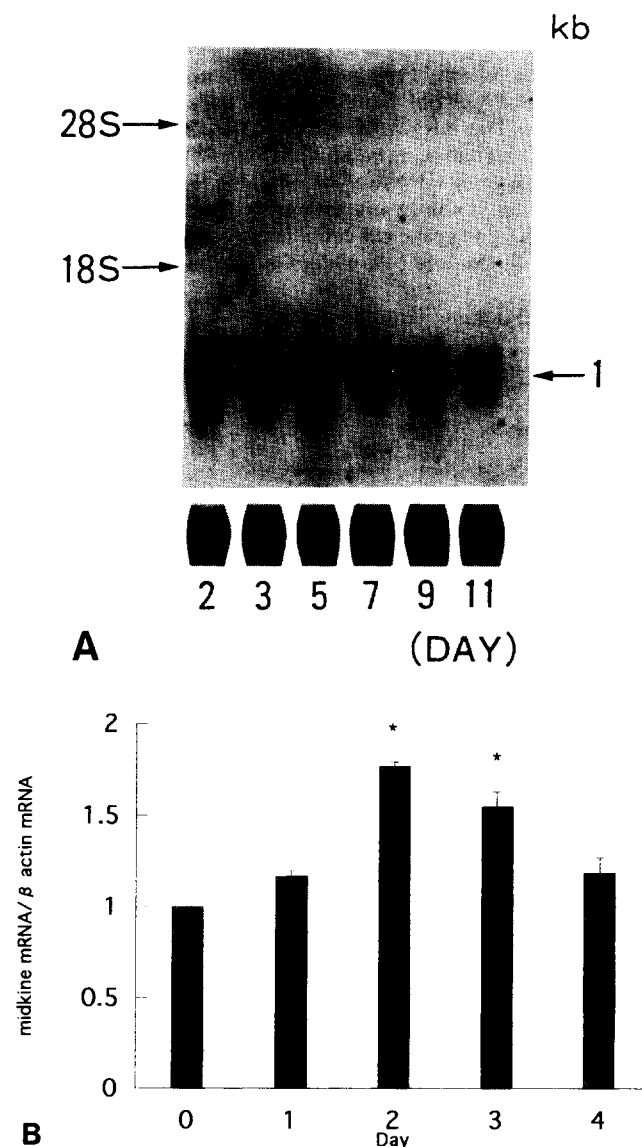 kb
28S
18S
1
2 3 5 7 9 11
A (DAY)
midkine mRNA/β actin mRNA
2
*
*
1.5
1
0.5
0
0 1 2 3 4
Day
B